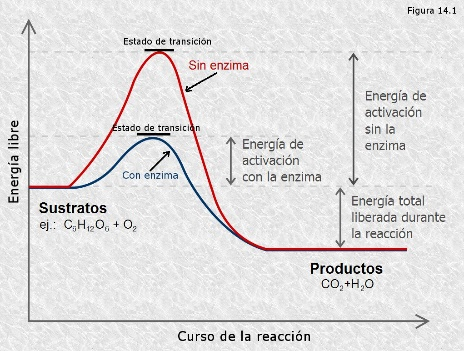 Figura 14.1
Estado de transición
Sin enzima
Energía libre
Energía de
activación
sin la
enzima
Estado de transición
Energía de
activación
con la enzima
Con enzima
Sustratos
ej.: C₆H₁₂O₆ + O₂
Energía total
liberada durante
la reacción
Productos
CO₂+H₂O
Curso de la reacción